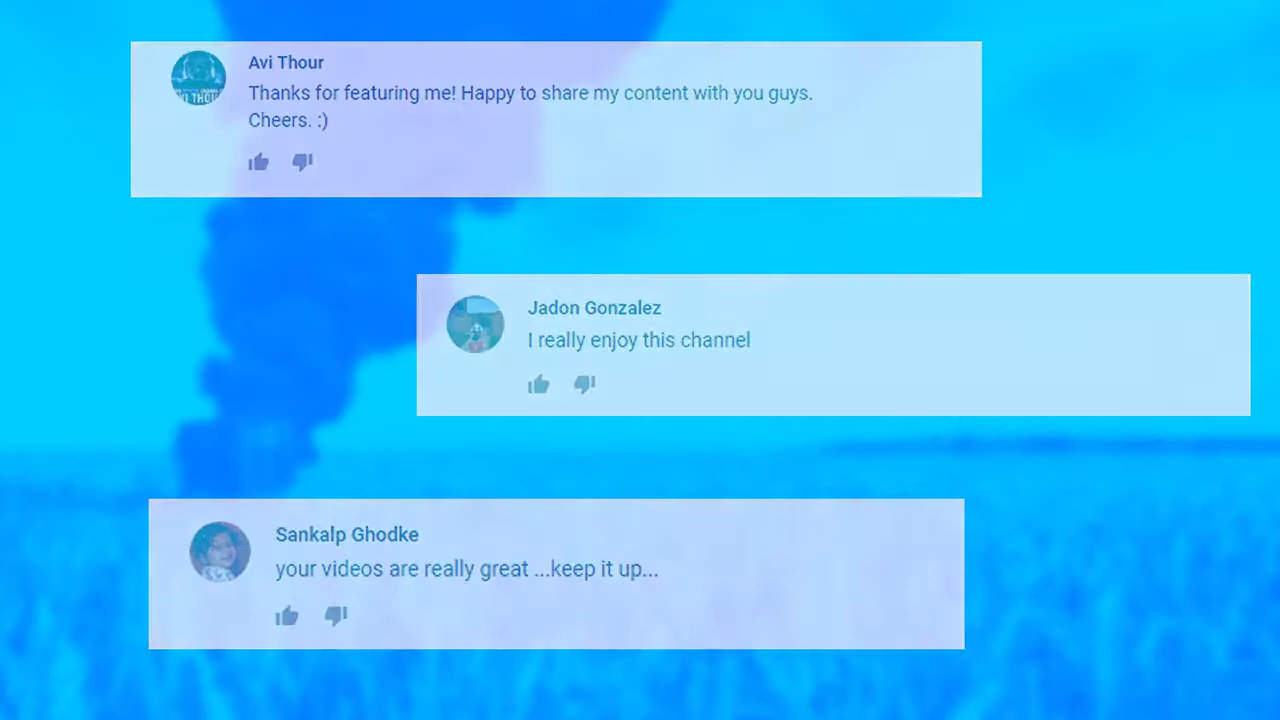 Avi Thour
Thanks for featuring me! Happy to share my content with you guys.
Cheers. :)
Jadon Gonzalez
I really enjoy this channel
Sankalp Ghodke
your videos are really great ...keep it up...